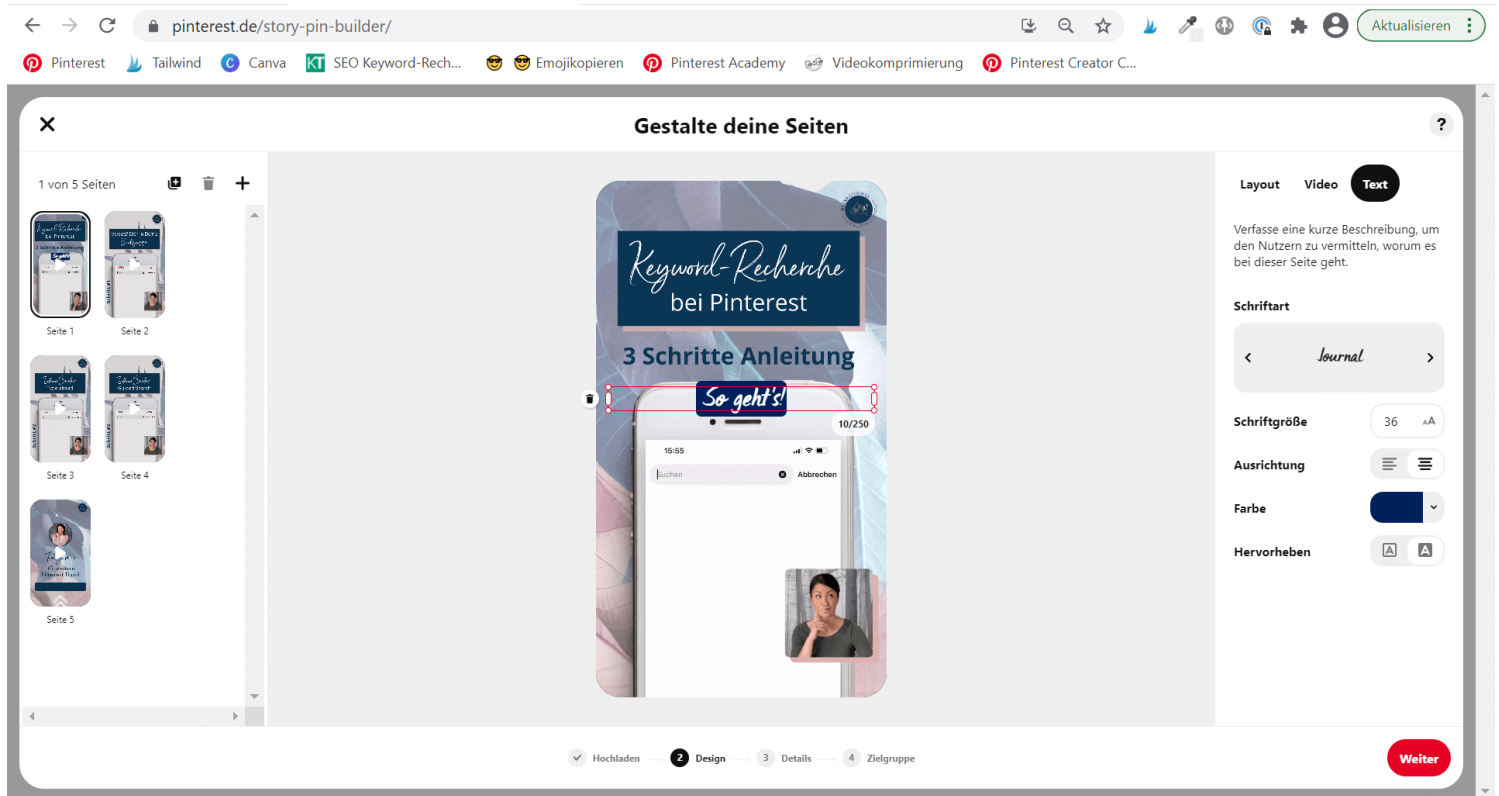 pinterest.de/story-pin-builder/
Aktualisieren
Pinterest
Tailwind
Canva
KT SEO Keyword-Rech...
Emojikopieren
Pinterest Academy
Videokomprimierung
Pinterest Creator C...
Gestalte deine Seiten
?
1 von 5 Seiten
Seite 1
Seite 2
Seite 3
Seite 4
Seite 5
Keyword-Recherche
bei Pinterest
3 Schritte Anleitung
So geht's!
10/250
15:55
Suchen
Abbrechen
Layout Video Text
Verfasse eine kurze Beschreibung, um
den Nutzern zu vermitteln, worum es
bei dieser Seite geht.
Schriftart
Journal
Schriftgröße 36 AA
Ausrichtung
Farbe
Hervorheben A A
Hochladen 2 Design 3 Details 4 Zielgruppe
Weiter